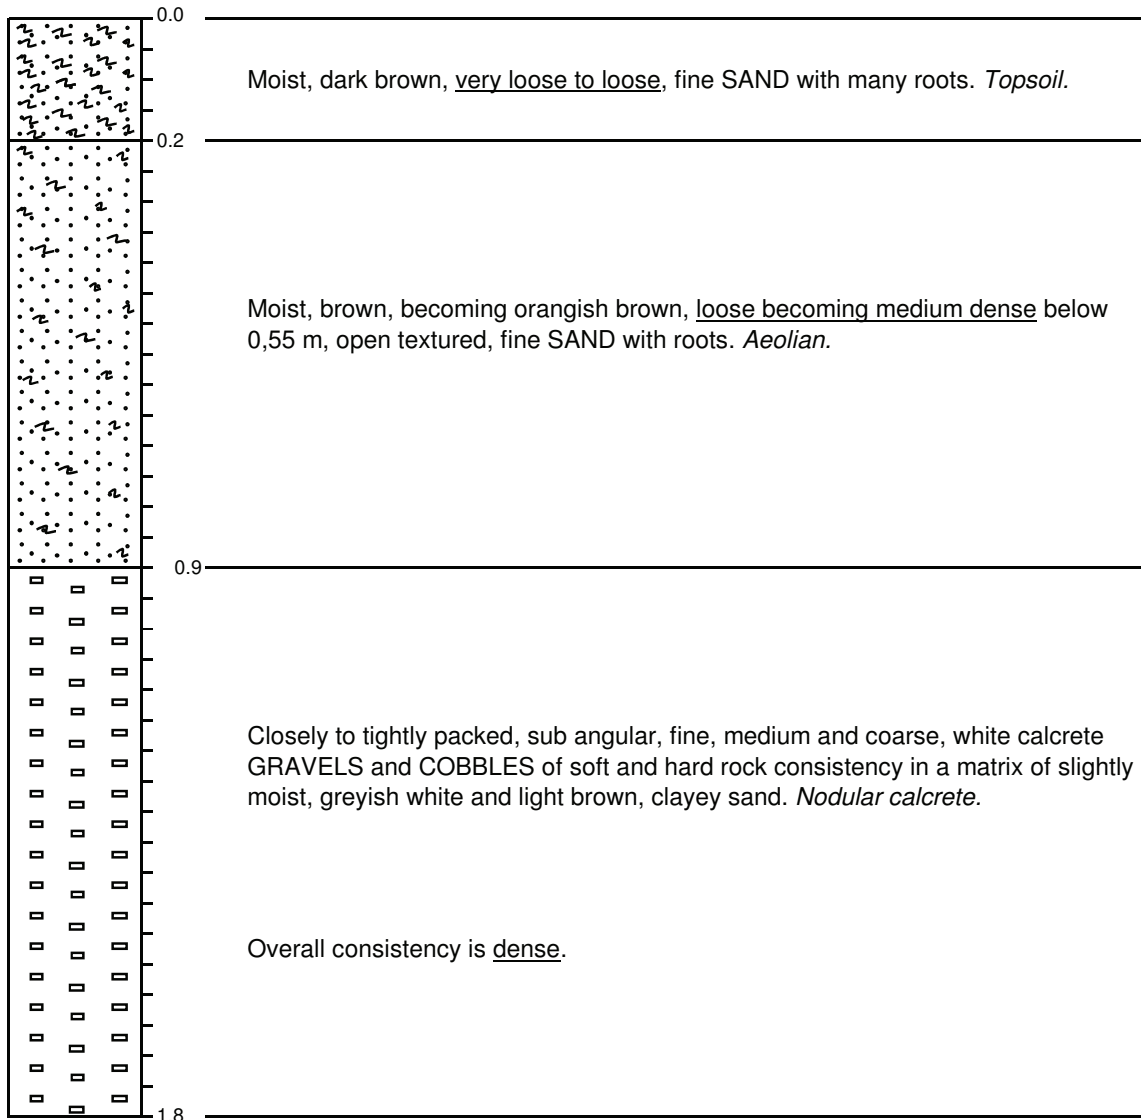 0.0
Moist, dark brown, very loose to loose, fine SAND with many roots. Topsoil.
0.2
Moist, brown, becoming orangish brown, loose becoming medium dense below
0,55 m, open textured, fine SAND with roots. Aeolian.
0.9
Closely to tightly packed, sub angular, fine, medium and coarse, white calcrete
GRAVELS and COBBLES of soft and hard rock consistency in a matrix of slightly
moist, greyish white and light brown, clayey sand. Nodular calcrete.
Overall consistency is dense.
1.8